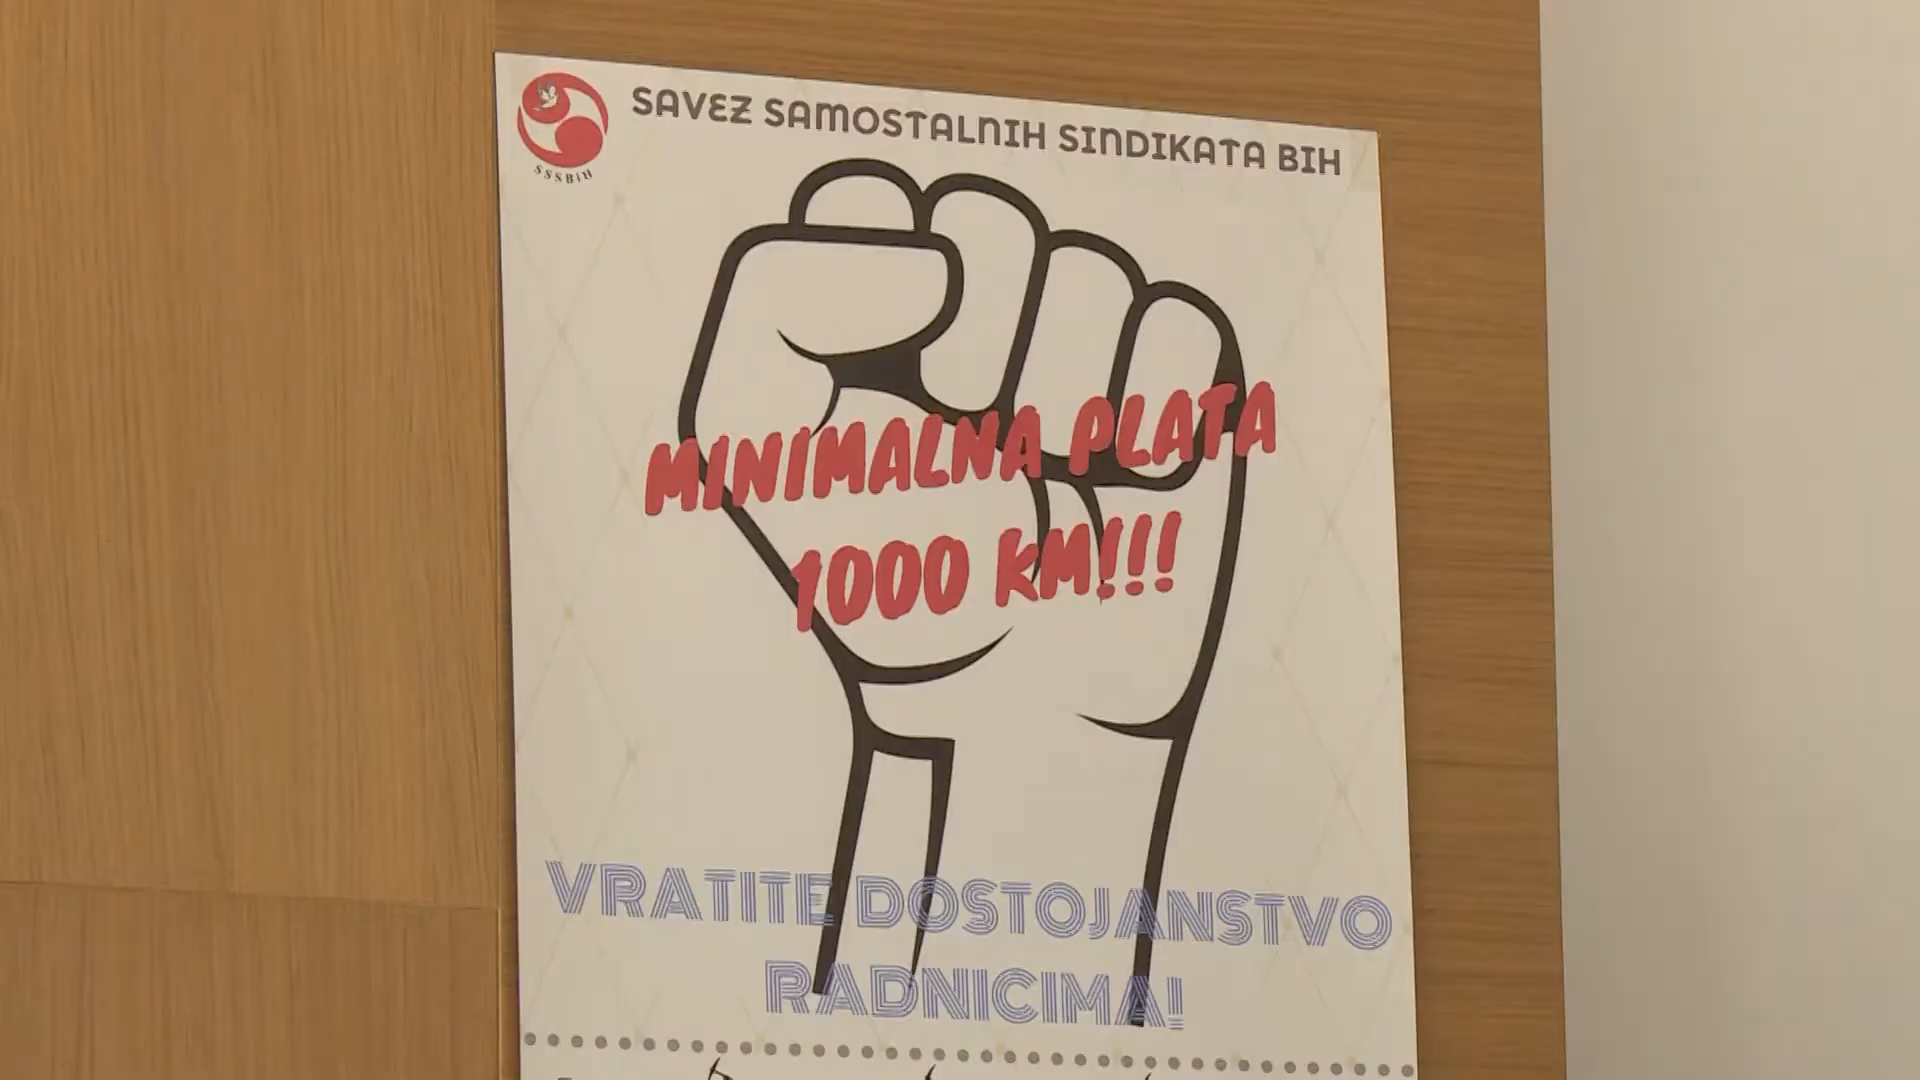 SAVEZ SAMOSTALNIH SINDIKATA BIH
SSSBiH
MINIMALNA PLATA
1000 KM!!!
VRATITE DOSTOJANSTVO
RADNICIMA!